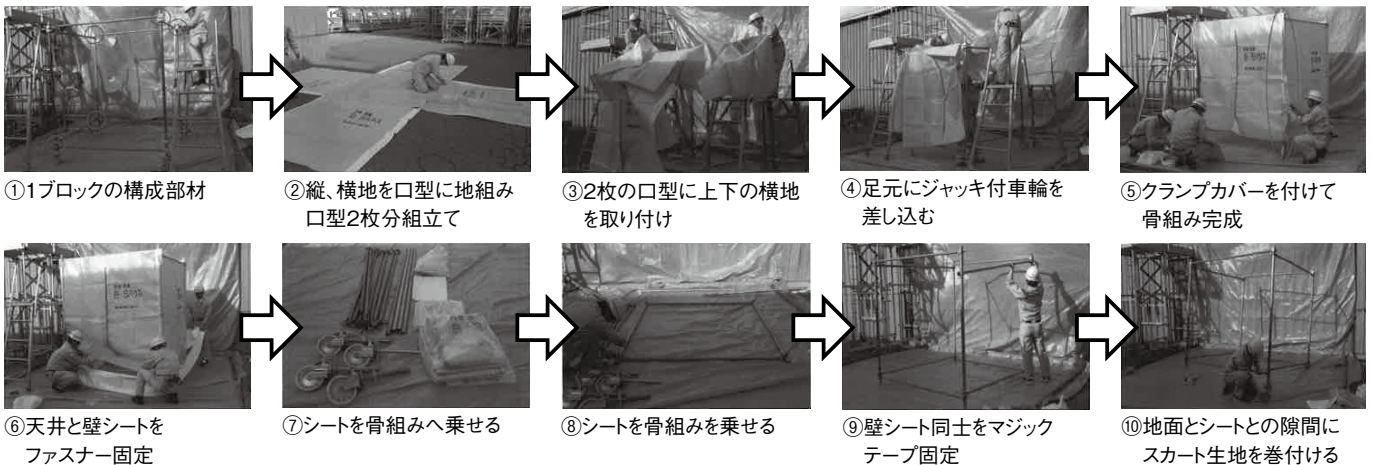 ①1ブロックの構成部材
②縦、横地を口型に地組み
口型2枚分組立て
③2枚の口型に上下の横地
を取り付け
④足元にジャッキ付車輪を
差し込む
⑤クランプカバーを付けて
骨組み完成
⑥天井と壁シートを
ファスナー固定
⑦シートを骨組みへ乗せる
⑧シートを骨組みを乗せる
⑨壁シート同士をマジック
テープ固定
⑩地面とシートとの隙間に
スカート生地を巻付ける